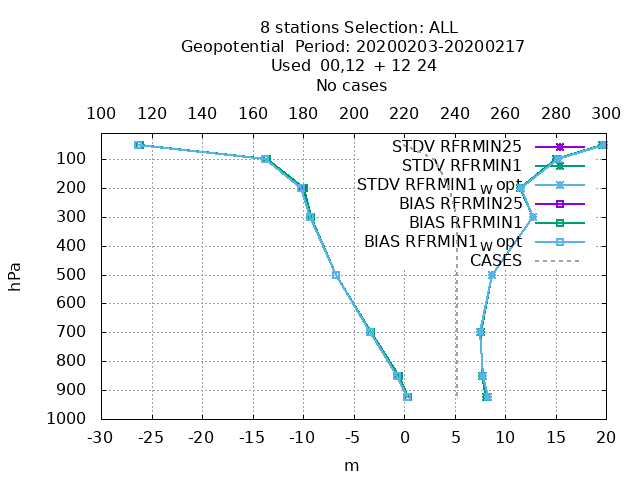 8 stations Selection: ALL
Geopotential  Period: 20200203-20200217
Used  00,12  + 12 24
No cases
100 120 140 160 180 200 220 240 260 280 300
STDV RFRMIN25
STDV RFRMIN1
STDV RFRMIN1w opt
BIAS RFRMIN25
BIAS RFRMIN1
BIAS RFRMIN1w opt
CASES
100
200
300
400
500
600
700
800
900
1000
hPa
-30 -25 -20 -15 -10 -5 0 5 10 15 20
m